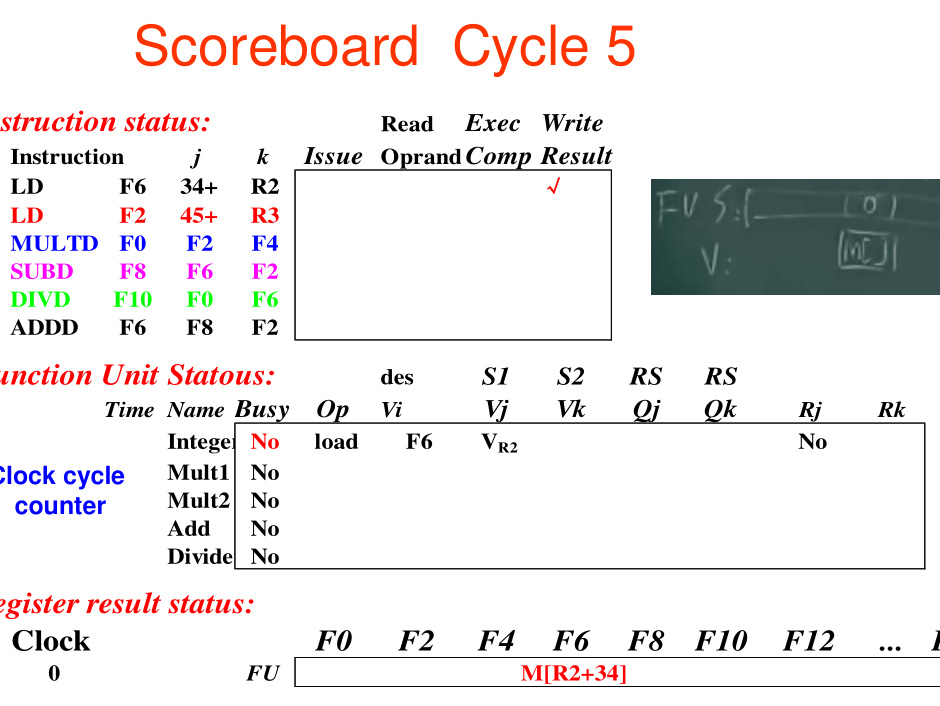 Scoreboard Cycle 5
struction status:
Read Exec Write
Instruction j k Issue Oprand Comp Result
LD F6 34+ R2 √
LD F2 45+ R3
MULTD F0 F2 F4
SUBD F8 F6 F2
DIVD F10 F0 F6
ADDD F6 F8 F2
FU S:
0
V: M[ ]
unction Unit Statous:
des S1 S2 RS RS
Time Name Busy Op Vi Vj Vk Qj Qk Rj Rk
Integer No load F6 VR2 No
Clock cycle
counter
Mult1 No
Mult2 No
Add No
Divide No
egister result status:
Clock F0 F2 F4 F6 F8 F10 F12 ...
0 FU M[R2+34]